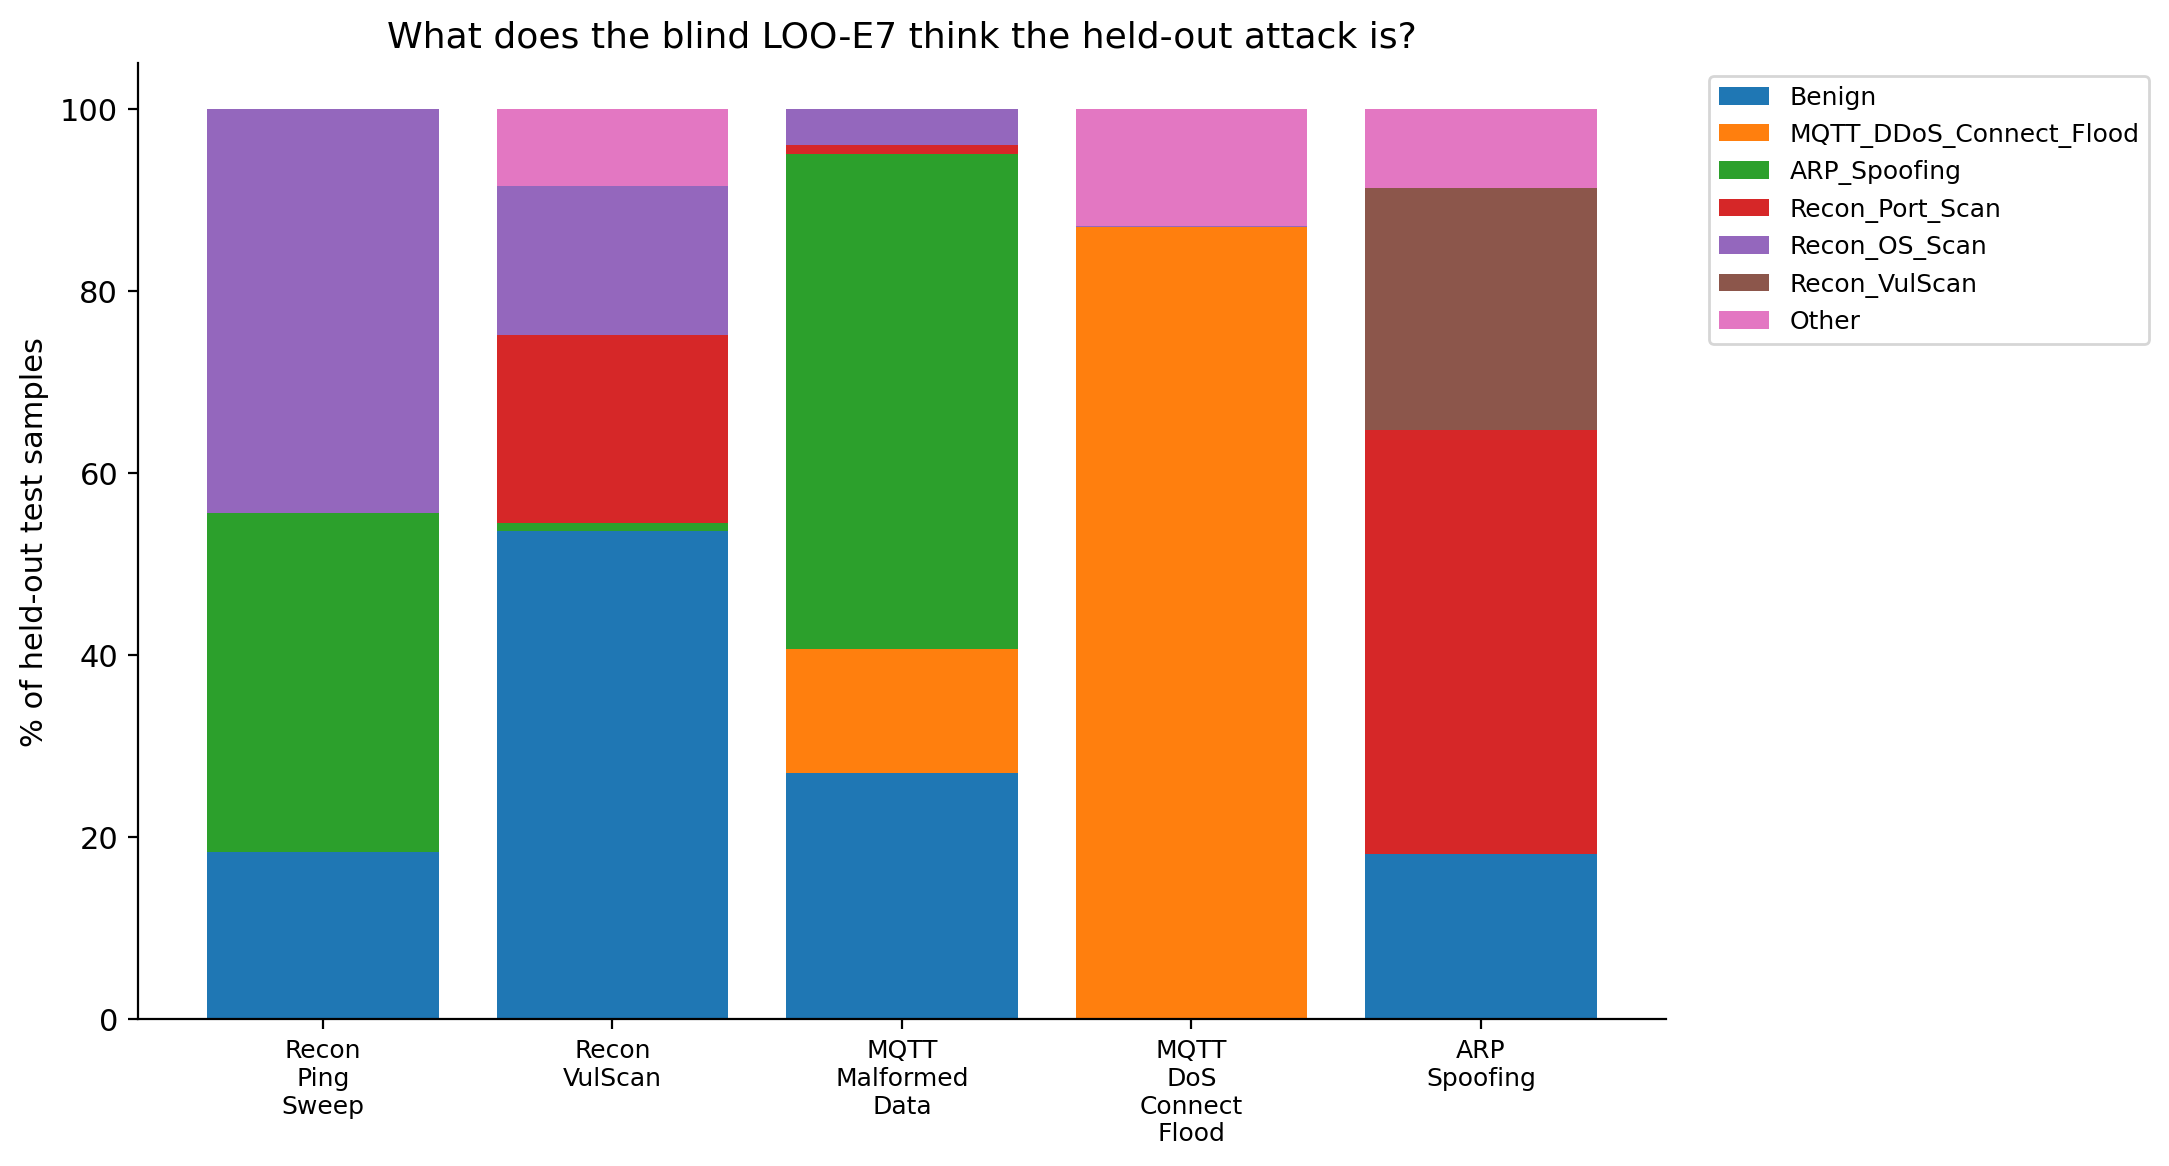 What does the blind LOO-E7 think the held-out attack is?
% of held-out test samples
100
80
60
40
20
0
Recon
Ping
Sweep
Recon
VulScan
MQTT
Malformed
Data
MQTT
DoS
Connect
Flood
ARP
Spoofing
Benign
MQTT_DDoS_Connect_Flood
ARP_Spoofing
Recon_Port_Scan
Recon_OS_Scan
Recon_VulScan
Other